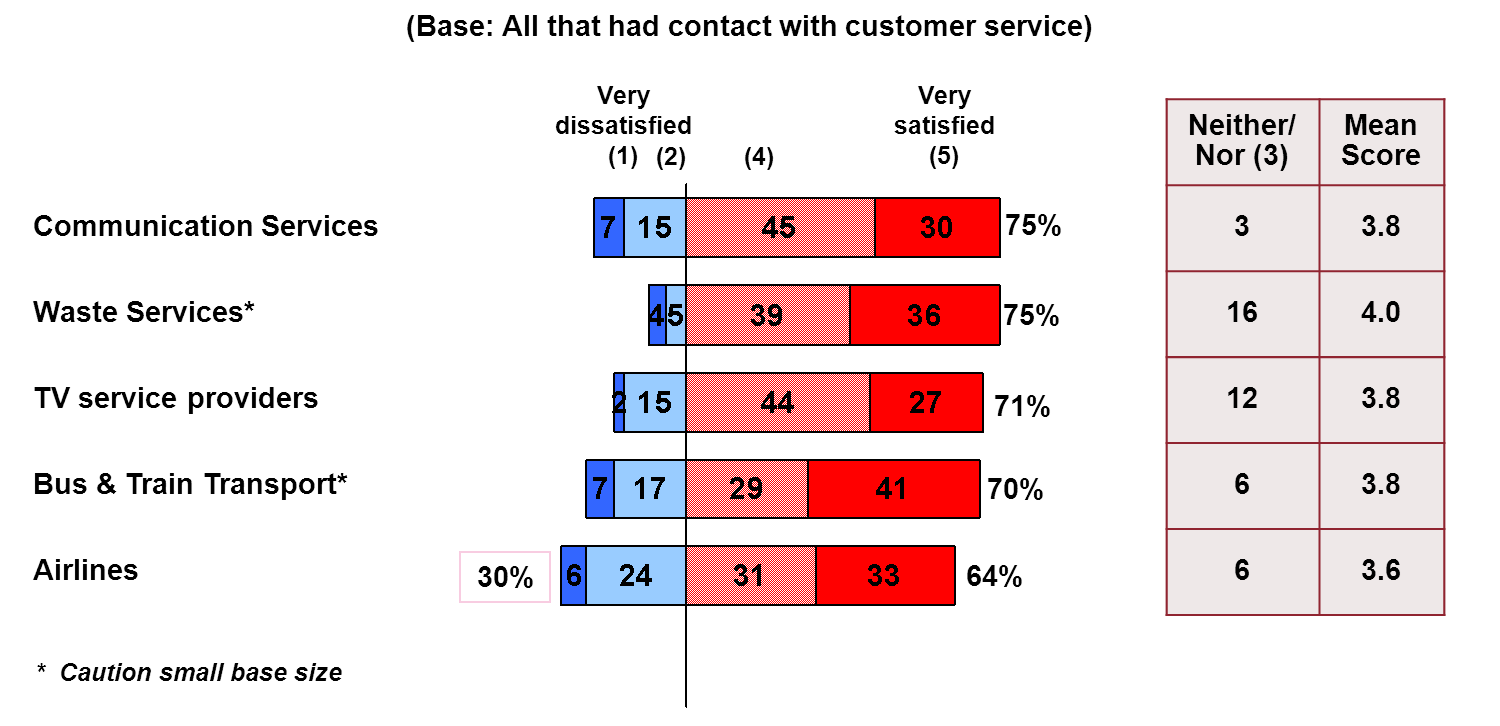 (Base: All that had contact with customer service)
Very dissatisfied (1)
(2)
(4)
Very satisfied (5)
Neither/ Nor (3)
Mean Score
Communication Services 7 15 45 30 75% 3 3.8
Waste Services* 4 5 39 36 75% 16 4.0
TV service providers 2 15 44 27 71% 12 3.8
Bus & Train Transport* 7 17 29 41 70% 6 3.8
Airlines 30% 6 24 31 33 64% 6 3.6
* Caution small base size